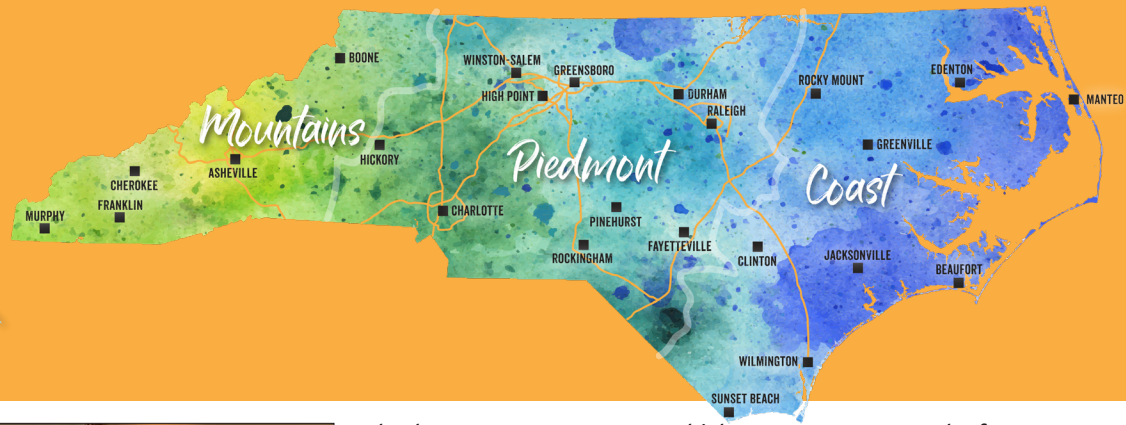 BOONE
WINSTON-SALEM
GREENSBORO
HIGH POINT
DURHAM
RALEIGH
ROCKY MOUNT
EDENTON
MANTEO
Mountains
HICKORY
Piedmont
GREENVILLE
Coast
ASHEVILLE
CHEROKEE
FRANKLIN
MURPHY
CHARLOTTE
PINEHURST
FAYETTEVILLE
ROCKINGHAM
CLINTON
JACKSONVILLE
BEAUFORT
WILMINGTON
SUNSET BEACH